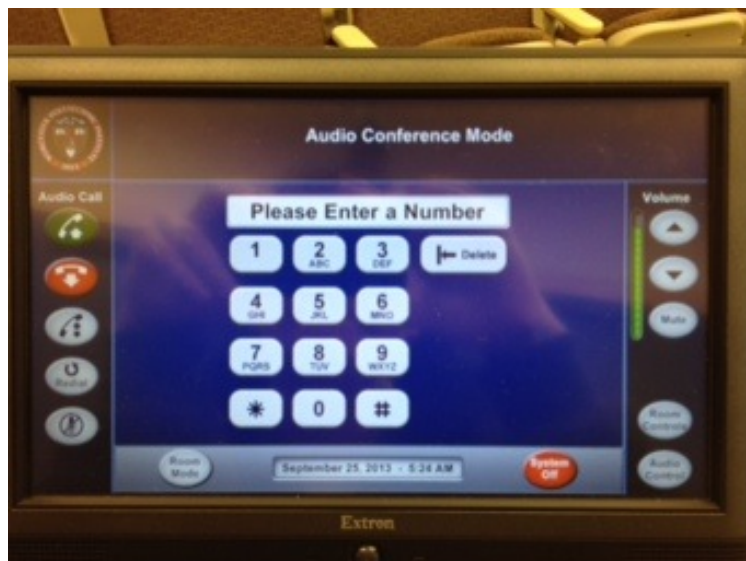 Audio Conference Mode
Audio Call
Volume
Please Enter a Number
1
2
ABC
3
DEF
Delete
4
GHI
5
JKL
6
MNO
Mute
7
PQRS
8
TUV
9
WXYZ
Redial
*
0
#
Room
Controls
Room
Mode
September 25, 2013 - 5:24 AM
System
Off
Audio
Control
Extron